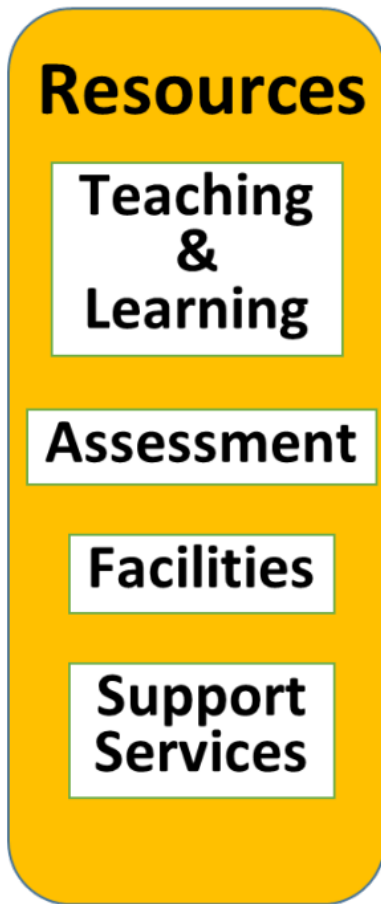 Resources
Teaching
&
Learning
Assessment
Facilities
Support
Services